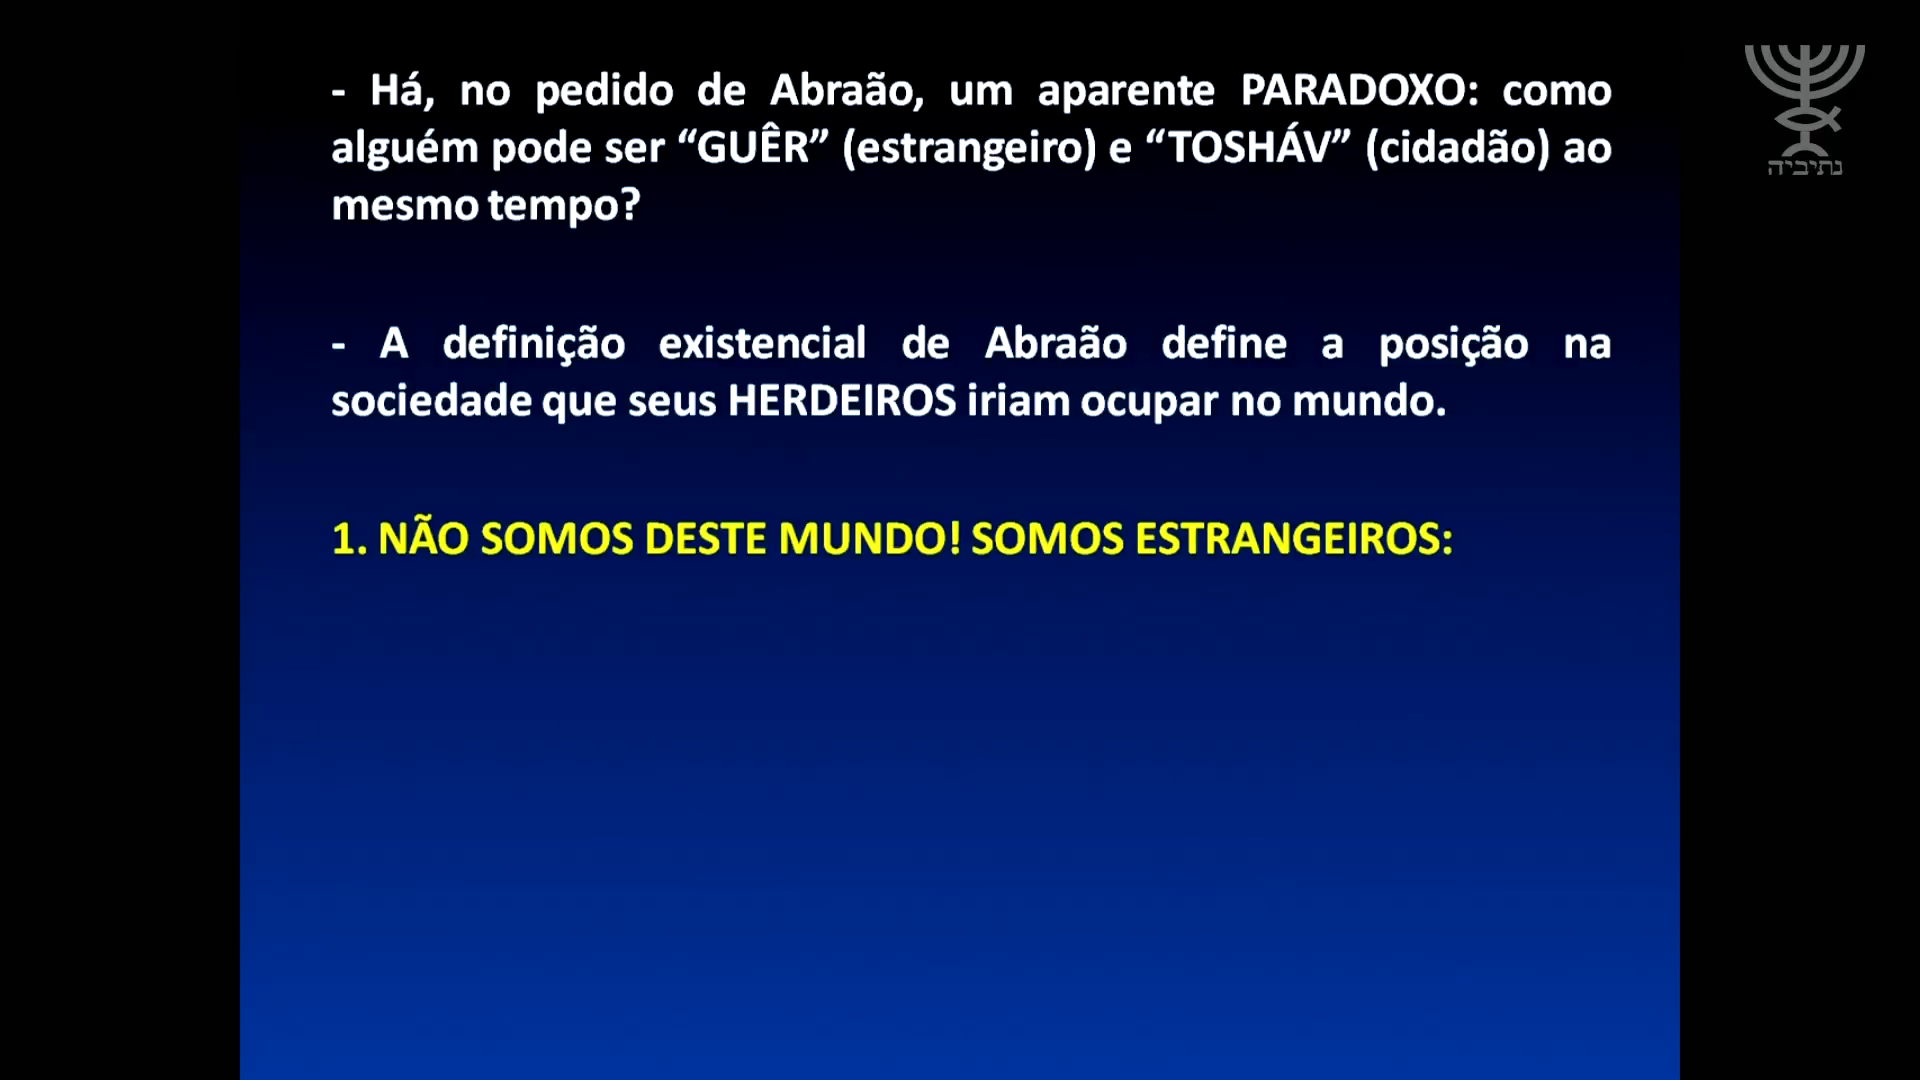 - Há, no pedido de Abraão, um aparente PARADOXO: como
alguém pode ser “GUÊR” (estrangeiro) e “TOSHÁV” (cidadão) ao
mesmo tempo?
- A definição existencial de Abraão define a posição na
sociedade que seus HERDEIROS iriam ocupar no mundo.
1. NÃO SOMOS DESTE MUNDO! SOMOS ESTRANGEIROS:
נתיביה